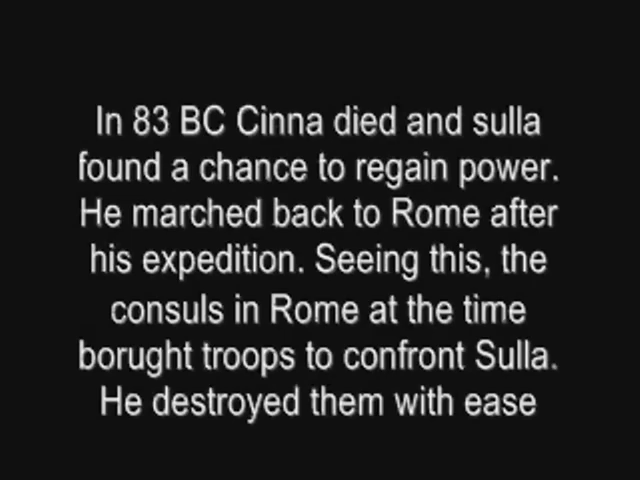 In 83 BC Cinna died and sulla
found a chance to regain power.
He marched back to Rome after
his expedition. Seeing this, the
consuls in Rome at the time
borught troops to confront Sulla.
He destroyed them with ease